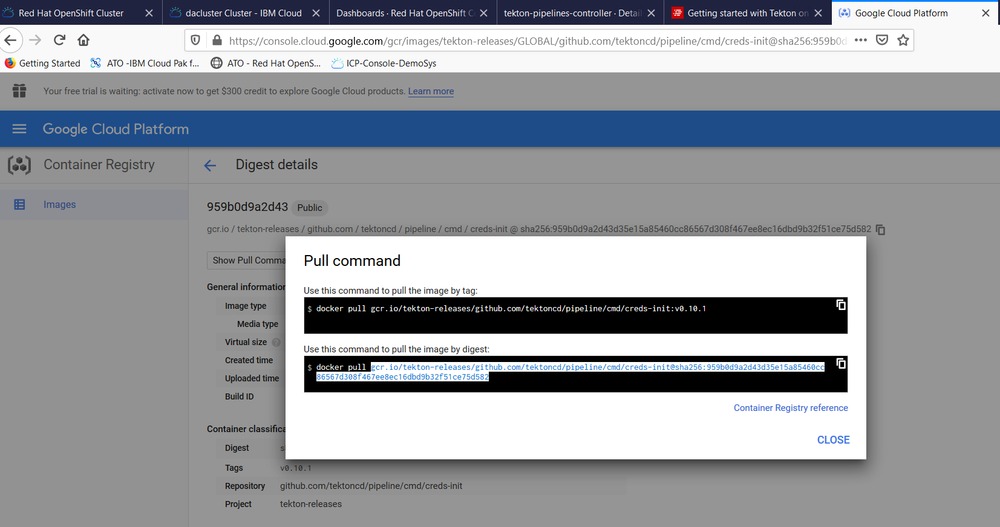 Red Hat OpenShift Cluster
dacluster Cluster - IBM Cloud
Dashboards · Red Hat OpenShift C
tekton-pipelines-controller · Detail
Getting started with Tekton on
Google Cloud Platform
https://console.cloud.google.com/gcr/images/tekton-releases/GLOBAL/github.com/tektoncd/pipeline/cmd/creds-init@sha256:959b0d
Getting Started
ATO -IBM Cloud Pak f...
ATO - Red Hat OpenS...
ICP-Console-DemoSys
Your free trial is waiting: activate now to get $300 credit to explore Google Cloud products. Learn more
Google Cloud Platform
Container Registry
Digest details
Images
959b0d9a2d43 Public
gcr.io / tekton-releases / github.com / tektoncd / pipeline / cmd / creds-init @ sha256:959b0d9a2d43d35e15a85460cc86567d308f467ee8ec16dbd9b32f51ce75d582
Show Pull Comma
General information
Image type
Media type
Virtual size ?
Created time
Uploaded time
Build ID
Container classifica
Digest
Tags v0.10.1
Repository github.com/tektoncd/pipeline/cmd/creds-init
Project tekton-releases
Pull command
Use this command to pull the image by tag:
$ docker pull gcr.io/tekton-releases/github.com/tektoncd/pipeline/cmd/creds-init:v0.10.1
Use this command to pull the image by digest:
$ docker pull gcr.io/tekton-releases/github.com/tektoncd/pipeline/cmd/creds-init@sha256:959b0d9a2d43d35e15a85460cc
86567d308f467ee8ec16dbd9b32f51ce75d582
Container Registry reference
CLOSE